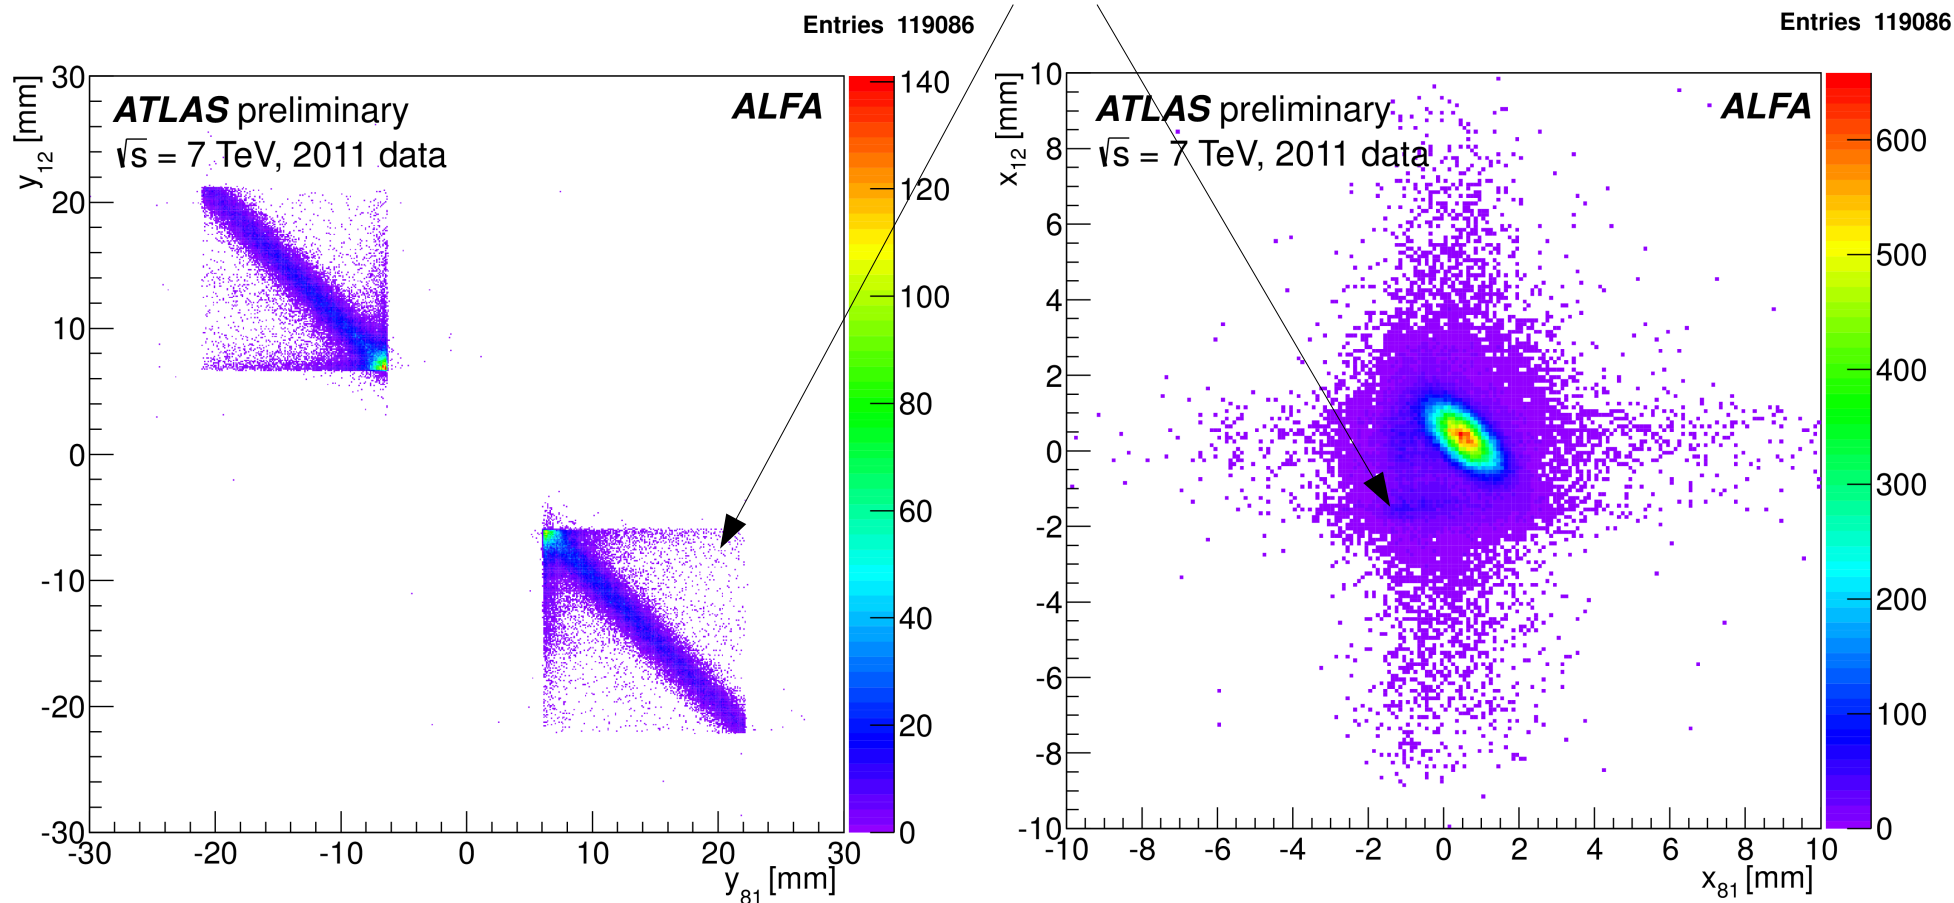 Entries 119086
ATLAS preliminary
ALFA
√s = 7 TeV, 2011 data
y12 [mm]
30
20
10
0
-10
-20
-30
-30 -20 -10 0 10 20 30
y81 [mm]
140
120
100
80
60
40
20
0
Entries 119086
ATLAS preliminary
ALFA
√s = 7 TeV, 2011 data
x12 [mm]
10
8
6
4
2
0
-2
-4
-6
-8
-10
-10 -8 -6 -4 -2 0 2 4 6 8 10
x81 [mm]
600
500
400
300
200
100
0